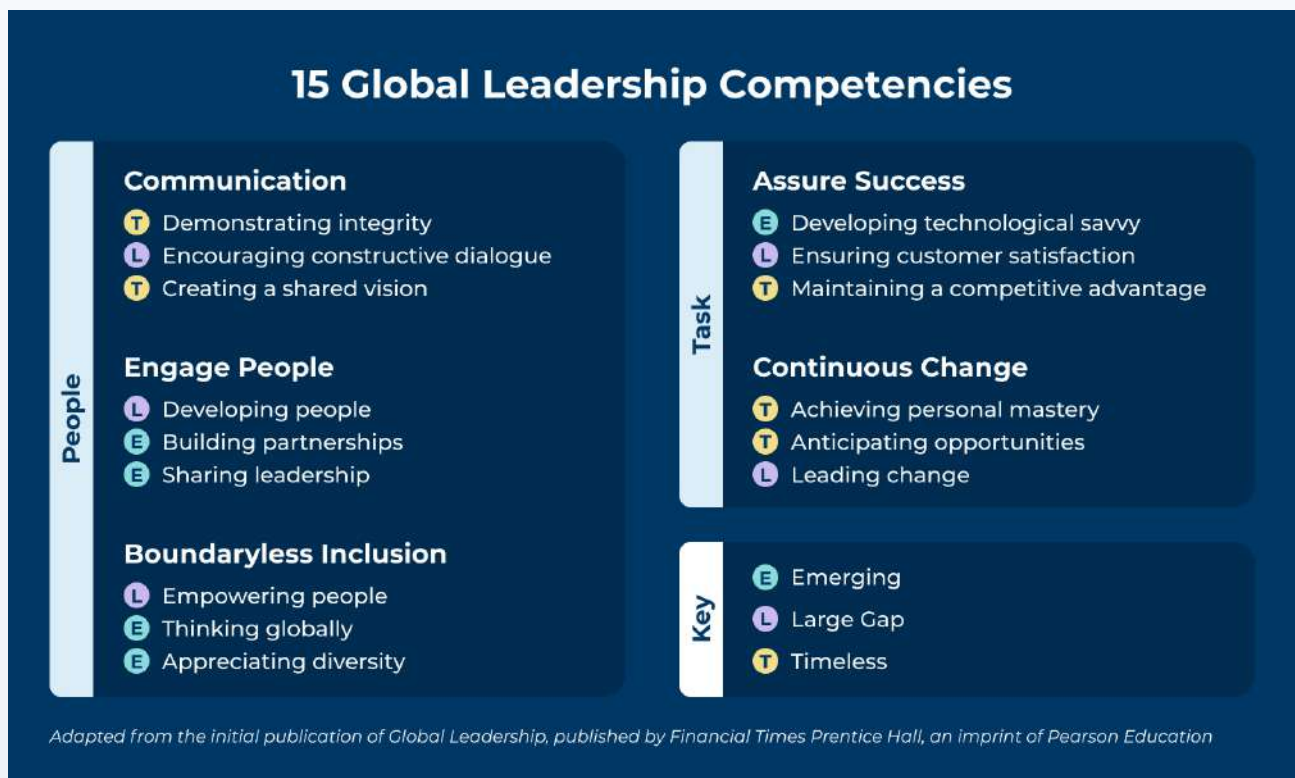 15 Global Leadership Competencies
People
Communication
T Demonstrating integrity
L Encouraging constructive dialogue
T Creating a shared vision
Engage People
L Developing people
E Building partnerships
E Sharing leadership
Boundaryless Inclusion
L Empowering people
E Thinking globally
E Appreciating diversity
Task
Assure Success
E Developing technological savvy
L Ensuring customer satisfaction
T Maintaining a competitive advantage
Continuous Change
T Achieving personal mastery
T Anticipating opportunities
L Leading change
Key
E Emerging
L Large Gap
T Timeless
Adapted from the initial publication of Global Leadership, published by Financial Times Prentice Hall, an imprint of Pearson Education